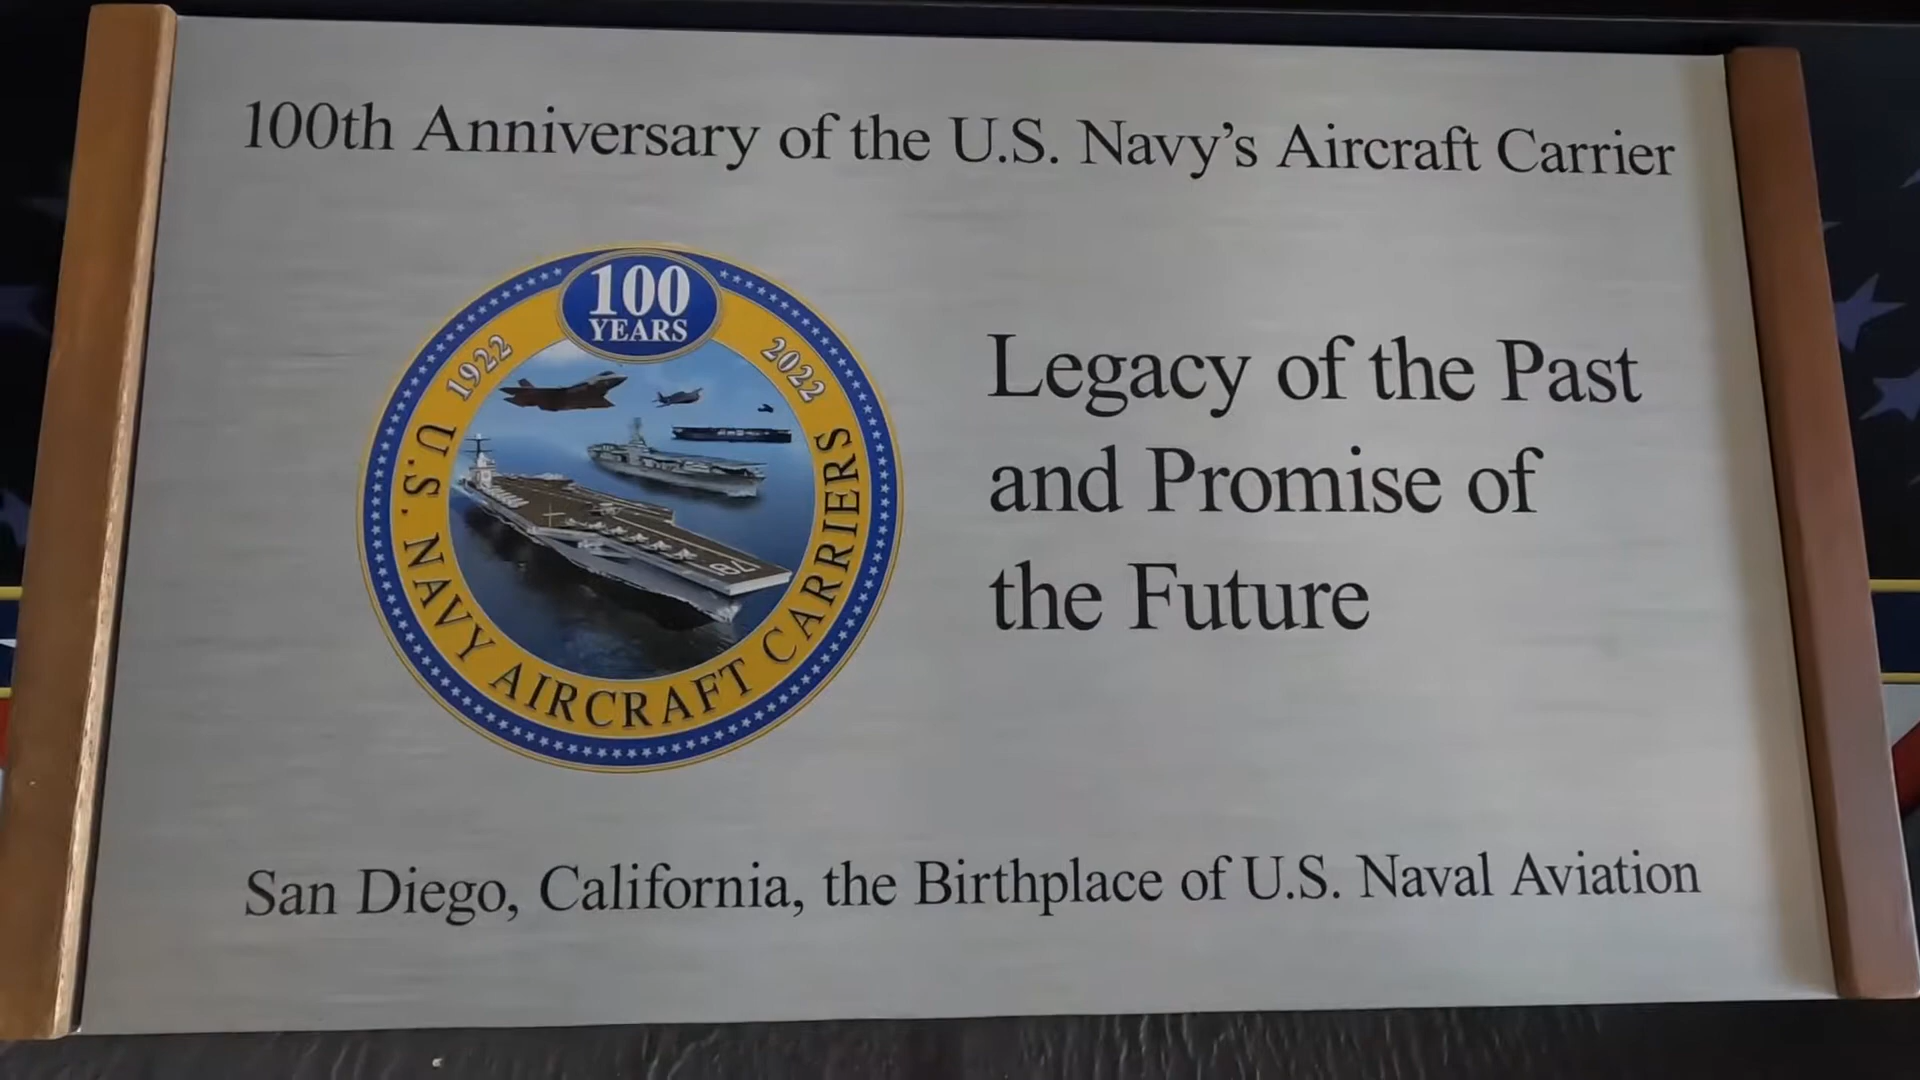 100th Anniversary of the U.S. Navy's Aircraft Carrier
100
YEARS
1922
2022
U.S. NAVY AIRCRAFT CARRIERS
78
Legacy of the Past
and Promise of
the Future
San Diego, California, the Birthplace of U.S. Naval Aviation